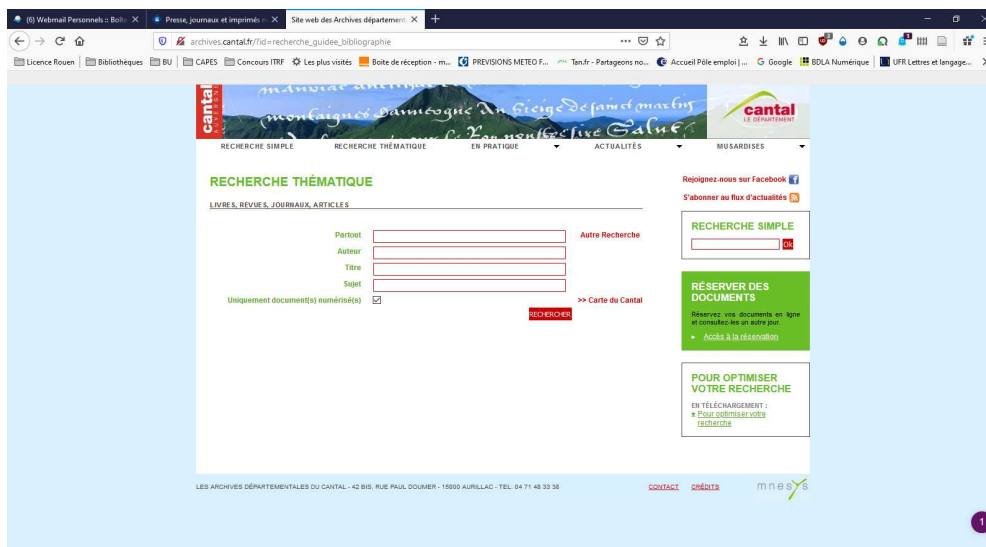 (6) Webmail Personnels :: Boîte
Presse, journaux et imprimés
Site web des Archives département
archives.cantal.fr/?id=recherche_guidee_bibliographie
Licence Rouen
Bibliothèques
BU
CAPES
Concours ITRF
Les plus visités
Boite de réception - m...
PREVISIONS METEO F...
Tan.fr - Partageons no...
Accueil Pôle emploi | ...
Google
BDLA Numérique
UFR Lettres et langage...
cantal
AUVERGNE
cantal
LE DÉPARTEMENT
RECHERCHE SIMPLE
RECHERCHE THÉMATIQUE
EN PRATIQUE
ACTUALITÉS
MUSARDISES
RECHERCHE THÉMATIQUE
LIVRES, REVUES, JOURNAUX, ARTICLES
Partout
Autre Recherche
Auteur
Titre
Sujet
Uniquement document(s) numérisé(s)
>> Carte du Cantal
RECHERCHER
Rejoignez-nous sur Facebook
S'abonner au flux d'actualités
RECHERCHE SIMPLE
Ok
RÉSERVER DES
DOCUMENTS
Réservez vos documents en ligne
et consultez-les un autre jour.
Accès à la réservation
POUR OPTIMISER
VOTRE RECHERCHE
EN TÉLÉCHARGEMENT :
Pour optimiser votre
recherche
LES ARCHIVES DÉPARTEMENTALES DU CANTAL - 42 BIS, RUE PAUL DOUMER - 15000 AURILLAC - TEL. 04 71 48 33 38
CONTACT
CRÉDITS
mnesys
1